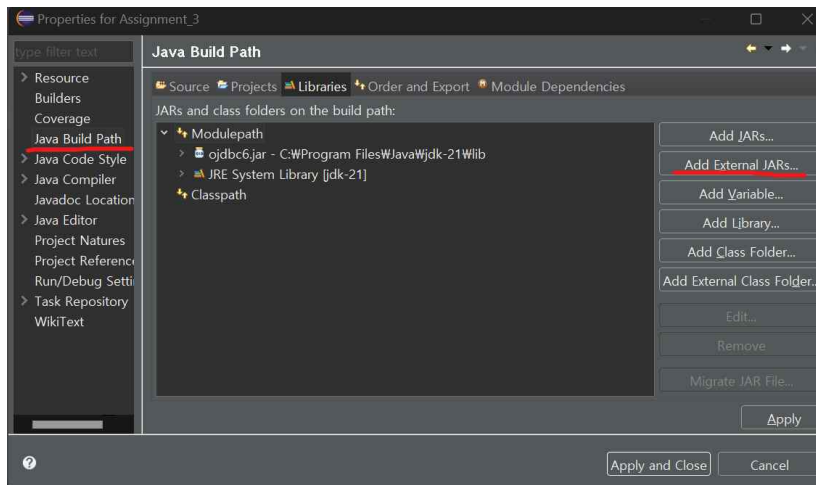 Properties for Assignment_3
type filter text
Java Build Path
Resource
Builders
Coverage
Java Build Path
Java Code Style
Java Compiler
Javadoc Location
Java Editor
Project Natures
Project Reference
Run/Debug Setti
Task Repository
WikiText
Source Projects Libraries Order and Export Module Dependencies
JARs and class folders on the build path:
Modulepath
ojdbc6.jar - C:₩Program Files₩Java₩jdk-21₩lib
JRE System Library [jdk-21]
Classpath
Add JARs...
Add External JARs...
Add Variable...
Add Library...
Add Class Folder...
Add External Class Folder..
Edit...
Remove
Migrate JAR File...
Apply
Apply and Close
Cancel